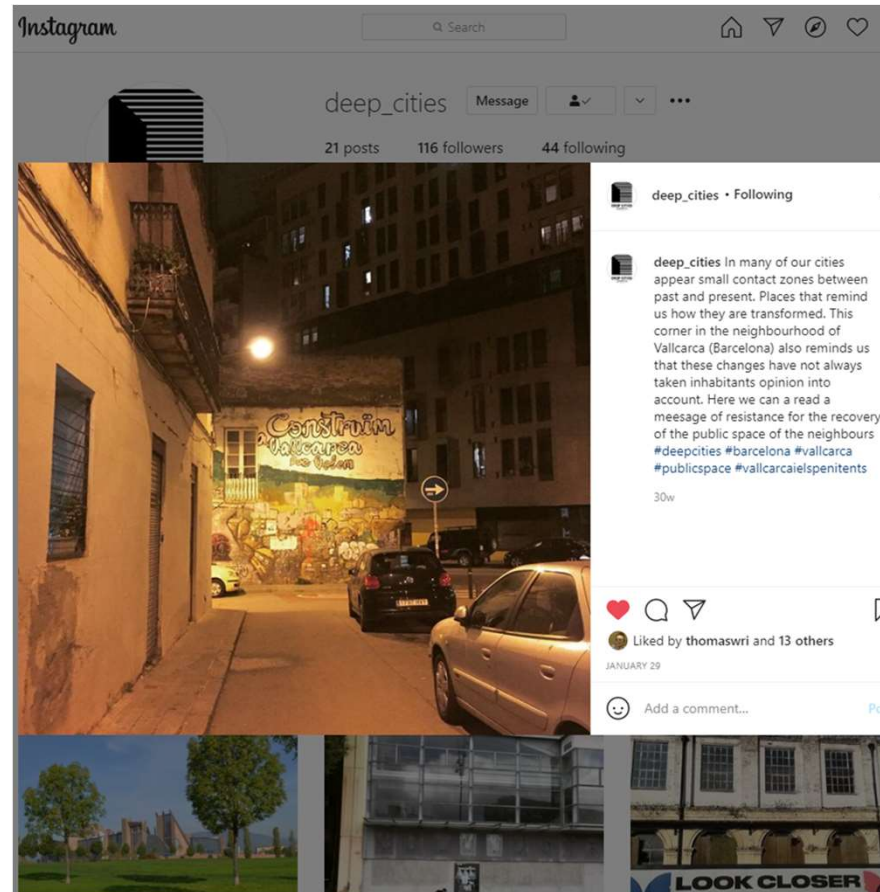 Instagram
Search
deep_cities
Message
21 posts 116 followers 44 following
Construïm
Vallcarca
deep_cities • Following
deep_cities In many of our cities
appear small contact zones between
past and present. Places that remind
us how they are transformed. This
corner in the neighbourhood of
Vallcarca (Barcelona) also reminds us
that these changes have not always
taken inhabitants opinion into
account. Here we can a read a
meesage of resistance for the recovery
of the public space of the neighbours
#deepcities #barcelona #vallcarca
#publicspace #vallcarcaielspenitents
30w
Liked by thomaswri and 13 others
JANUARY 29
Add a comment...
LOOK CLOSER